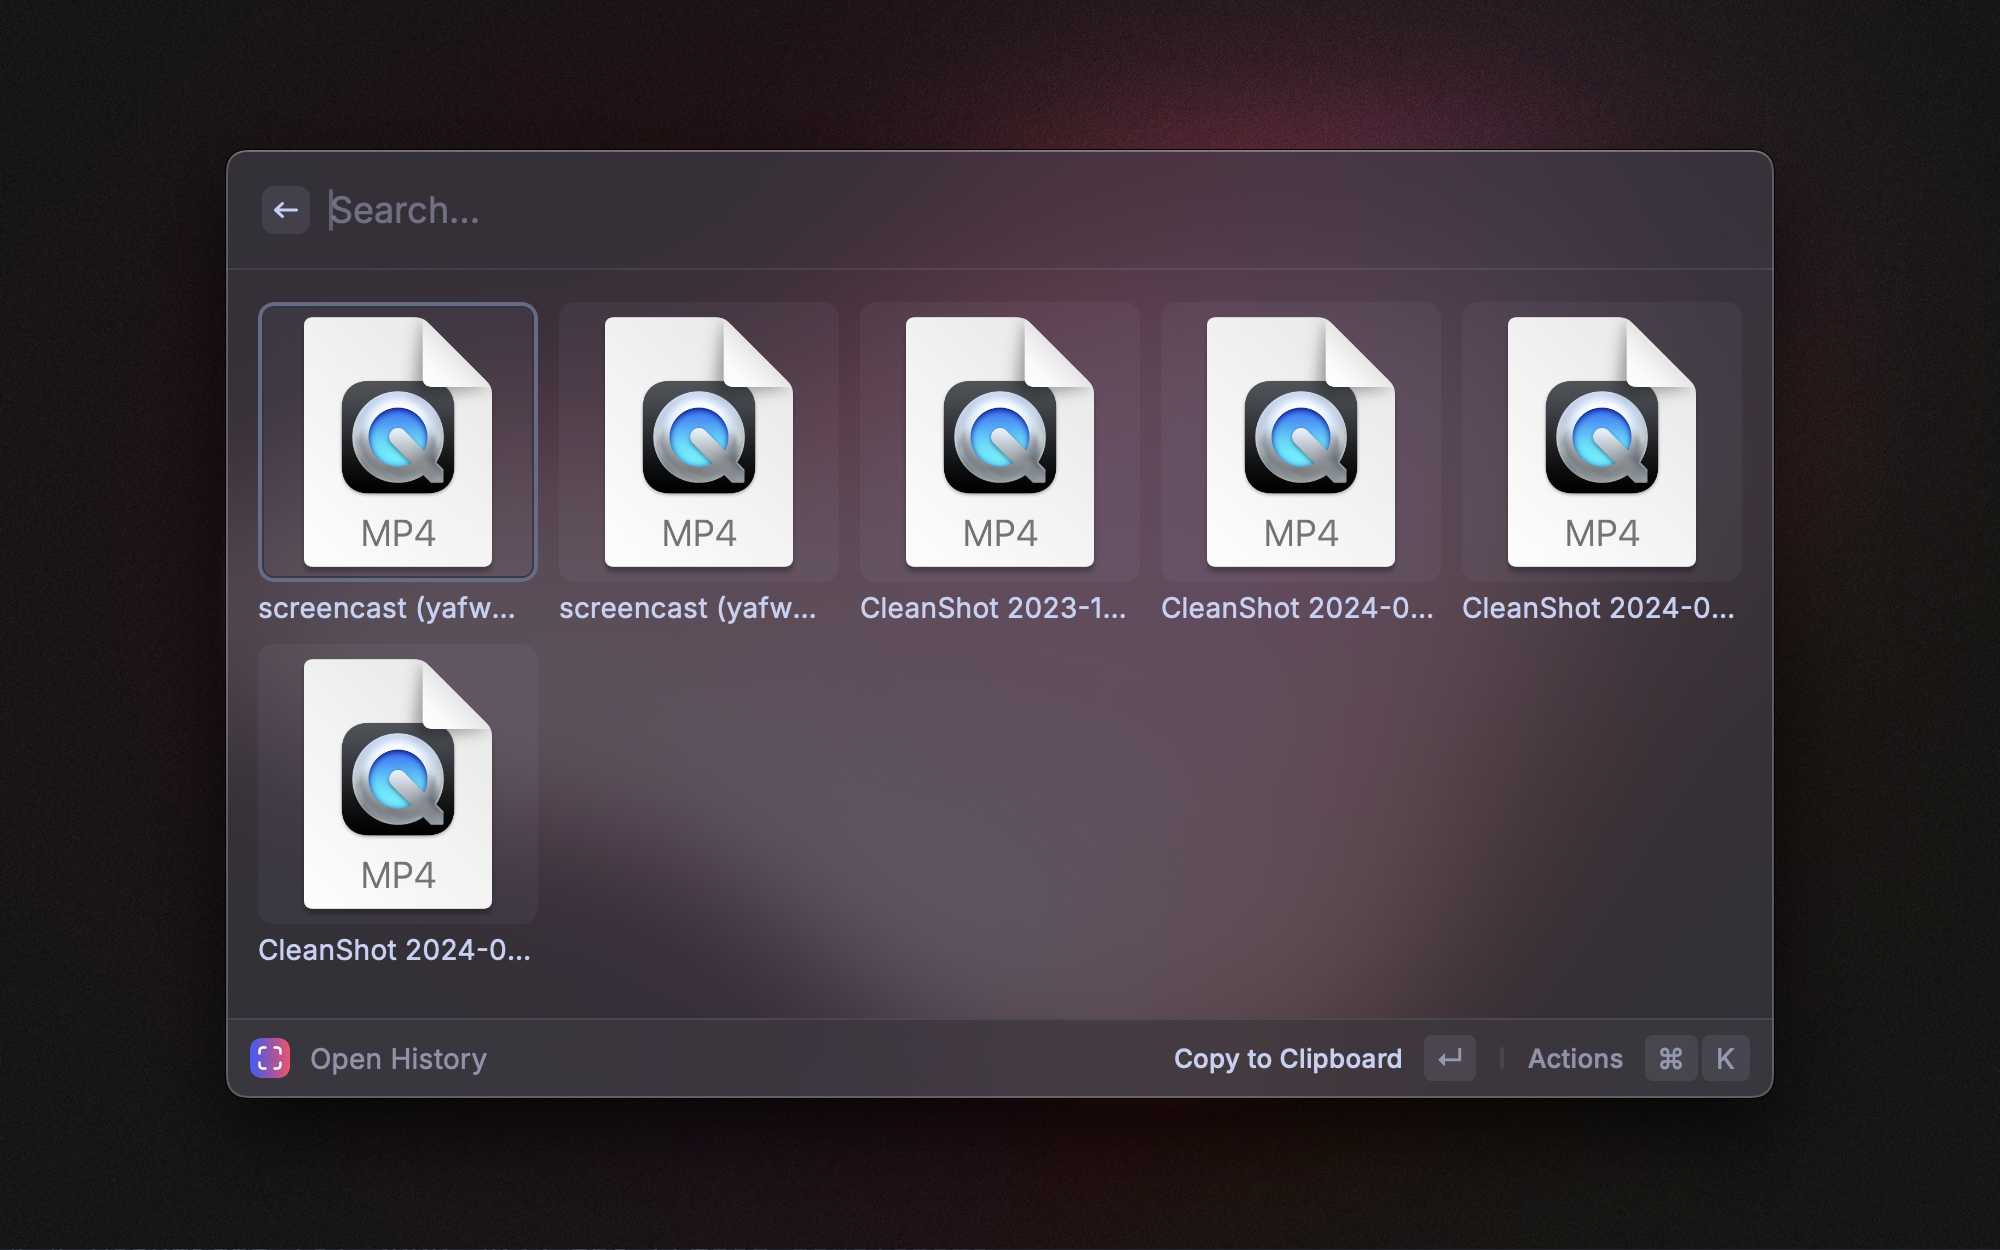 Search...
MP4
MP4
MP4
MP4
MP4
screencast (yafw...
screencast (yafw...
CleanShot 2023-1...
CleanShot 2024-0...
CleanShot 2024-0...
MP4
CleanShot 2024-0...
Open History
Copy to Clipboard
Actions
⌘ K